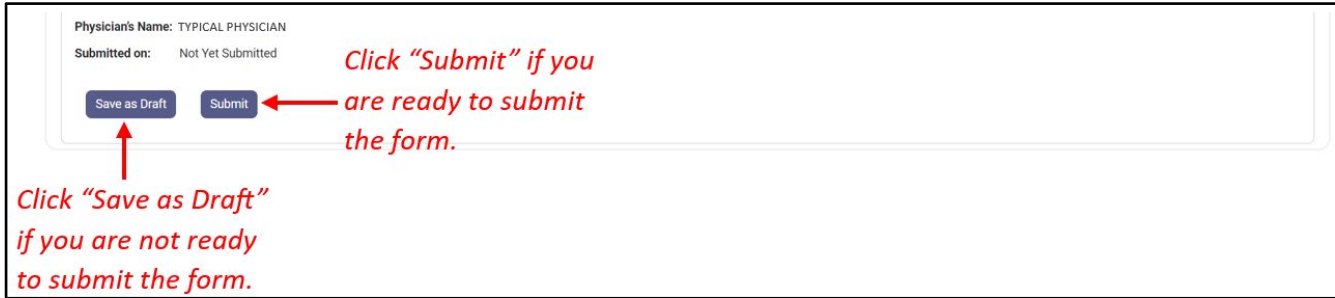 Physician's Name: TYPICAL PHYSICIAN
Submitted on: Not Yet Submitted
Save as Draft Submit
Click “Submit” if you
are ready to submit
the form.
Click “Save as Draft”
if you are not ready
to submit the form.